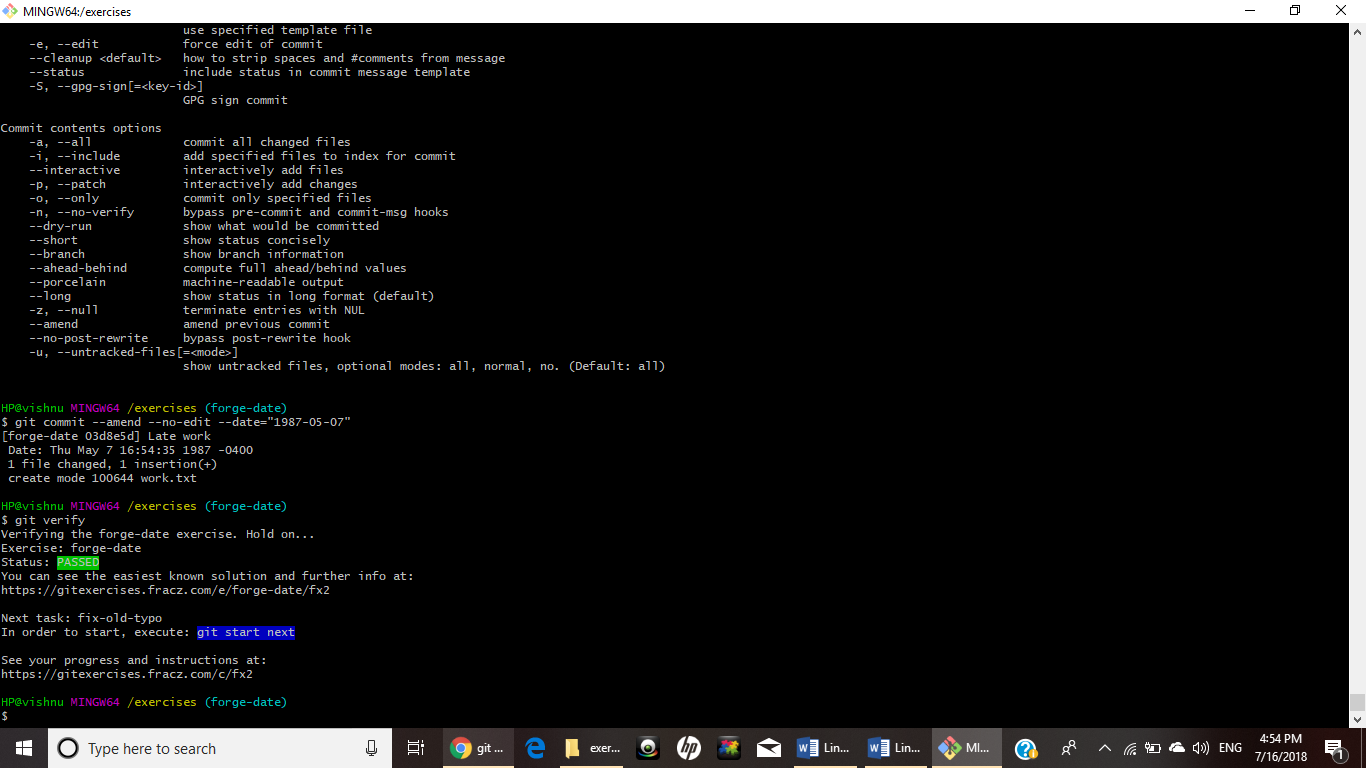 MINGW64:/exercises
use specified template file
-e, --edit force edit of commit
--cleanup <default> how to strip spaces and #comments from message
--status include status in commit message template
-S, --gpg-sign[=<key-id>]
GPG sign commit
Commit contents options
-a, --all commit all changed files
-i, --include add specified files to index for commit
--interactive interactively add files
-p, --patch interactively add changes
-o, --only commit only specified files
-n, --no-verify bypass pre-commit and commit-msg hooks
--dry-run show what would be committed
--short show status concisely
--branch show branch information
--ahead-behind compute full ahead/behind values
--porcelain machine-readable output
--long show status in long format (default)
-z, --null terminate entries with NUL
--amend amend previous commit
--no-post-rewrite bypass post-rewrite hook
-u, --untracked-files[=<mode>]
show untracked files, optional modes: all, normal, no. (Default: all)
HP@vishnu MINGW64 /exercises (forge-date)
$ git commit --amend --no-edit --date="1987-05-07"
[forge-date 03d8e5d] Late work
Date: Thu May 7 16:54:35 1987 -0400
1 file changed, 1 insertion(+)
create mode 100644 work.txt
HP@vishnu MINGW64 /exercises (forge-date)
$ git verify
Verifying the forge-date exercise. Hold on...
Exercise: forge-date
Status: PASSED
You can see the easiest known solution and further info at:
https://gitexercises.fracz.com/e/forge-date/fx2
Next task: fix-old-typo
In order to start, execute: git start next
See your progress and instructions at:
https://gitexercises.fracz.com/c/fx2
HP@vishnu MINGW64 /exercises (forge-date)
$
Type here to search git ... exer... hp Lin... Lin... MI... ENG
4:54 PM
7/16/2018
1